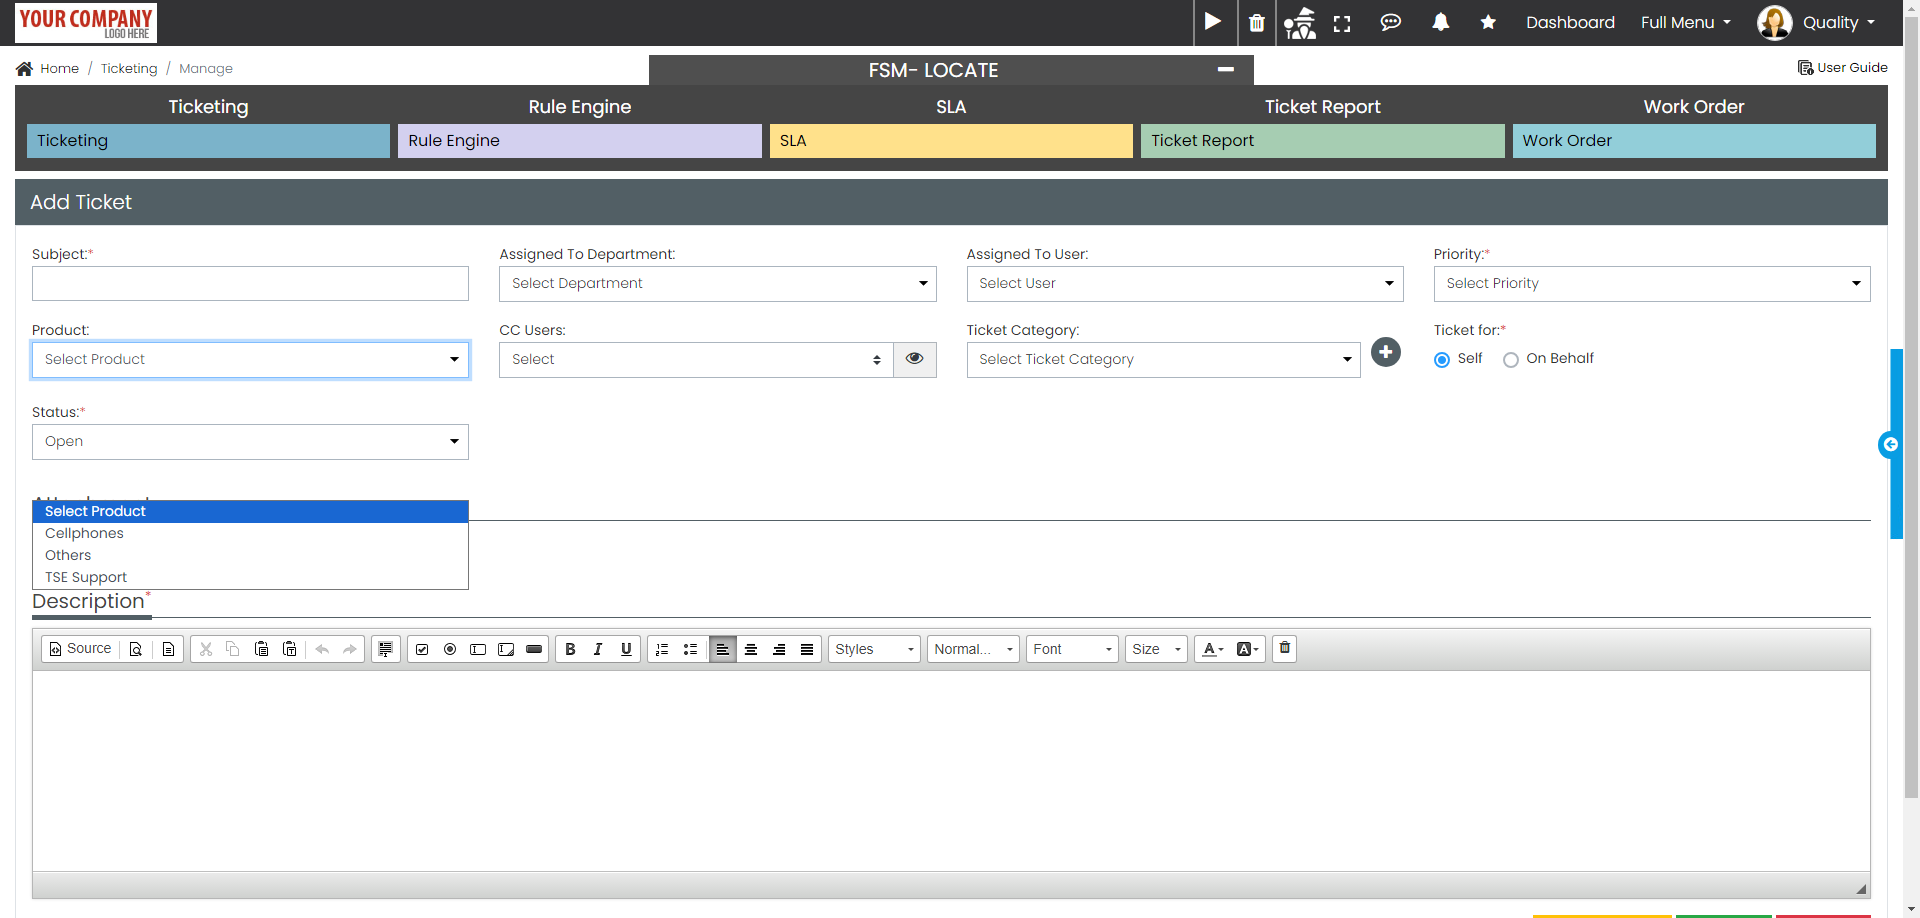 YOUR COMPANY
LOGO HERE
Dashboard
Full Menu
Quality
Home / Ticketing / Manage
FSM- LOCATE
User Guide
Ticketing
Rule Engine
SLA
Ticket Report
Work Order
Ticketing
Rule Engine
SLA
Ticket Report
Work Order
Add Ticket
Subject:*
Assigned To Department:
Assigned To User:
Priority:*
Select Department
Select User
Select Priority
Product:
CC Users:
Ticket Category:
Ticket for:*
Select Product
Select
Select Ticket Category
Self
On Behalf
Status:*
Open
Select Product
Cellphones
Others
TSE Support
Description*
Source
B I U
Styles
Normal...
Font
Size
A
A